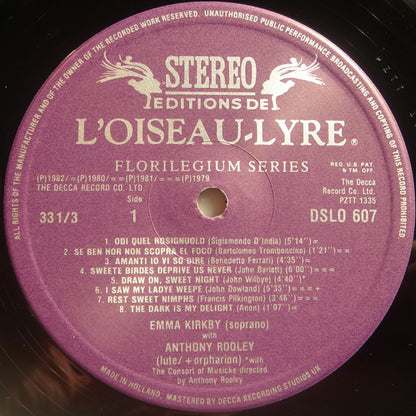 ALL RIGHTS OF THE MANUFACTURER AND OF THE OWNER OF THE RECORDED WORK RESERVED. UNAUTHORISED PUBLIC PERFORMANCE, BROADCASTING AND COPYING OF THIS RECORD PROHIBITED.
STEREO
EDITIONS DE
L'OISEAU-LYRE ®
FLORILEGIUM SERIES
REG. U.S. PAT. & TM. OFF.
(P)1982/= (P)1980/== (P)1979
THE DECCA RECORD CO. LTD.
The Decca
Record Co. Ltd.
PZTT 1335
33 1/3
Side
1
DSLO 607
1. ODI QUEL ROSIGNUOLO (Sigismondo D'India) (5'14")=
2. SE BEN HOR NON SCOPRA EL FOCO (Bartolomeo Tromboncino) (2'21")==
3. AMANTI IO VI SO DIRE (Benedetto Ferrari) (4'35")=
4. SWEETE BIRDES DEPRIVE US NEVER (John Bartlett) (6'00")===
5. DRAW ON, SWEET NIGHT (John Wilbye) (4'40")*
6. I SAW MY LADYE WEEPE (John Dowland) (5'35")+
7. REST SWEET NIMPHS (Francis Pilkington) (3'26")==
8. THE DARK IS MY DELIGHT (Anon) (1'07")=
EMMA KIRKBY (soprano)
with
ANTHONY ROOLEY
(lute/ + orpharion) *with
The Consort of Musicke directed
by Anthony Rooley
MADE IN HOLLAND, MASTERED BY DECCA RECORDING STUDIOS UK